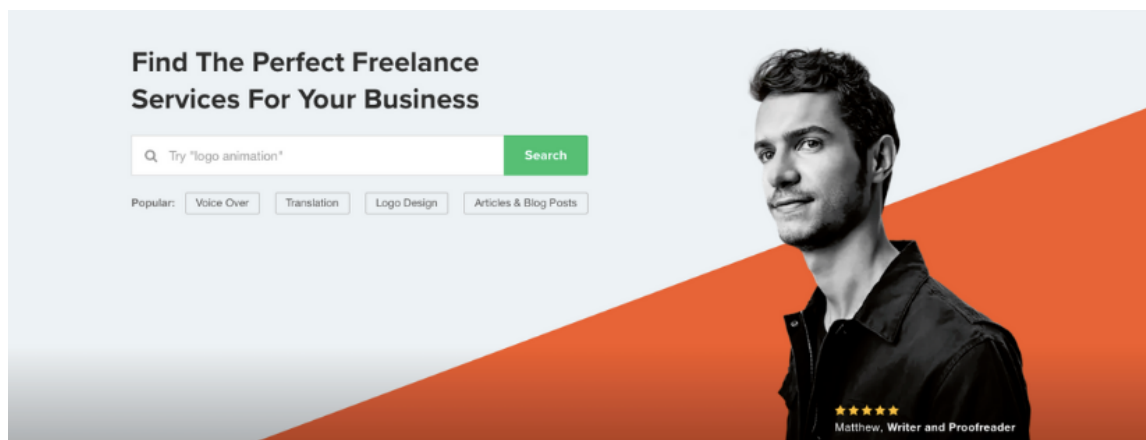 Find The Perfect Freelance
Services For Your Business
Try "logo animation"
Search
Popular:
Voice Over
Translation
Logo Design
Articles & Blog Posts
Matthew, Writer and Proofreader